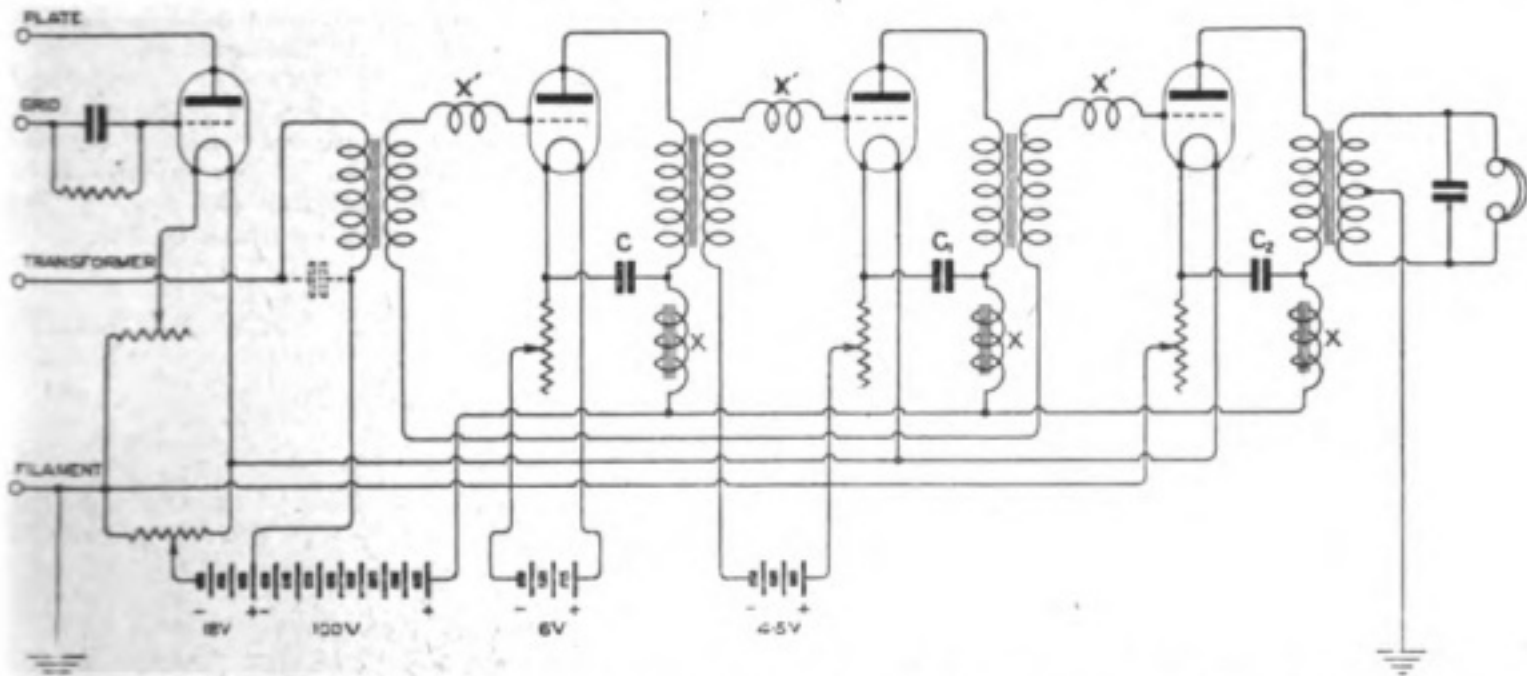 PLATE
GRID
TRANSFORMER
FILAMENT
X'
X'
X'
C
C₁
C₂
X
X
X
- + - +
18V 100V
- +
6V
- +
4·5V